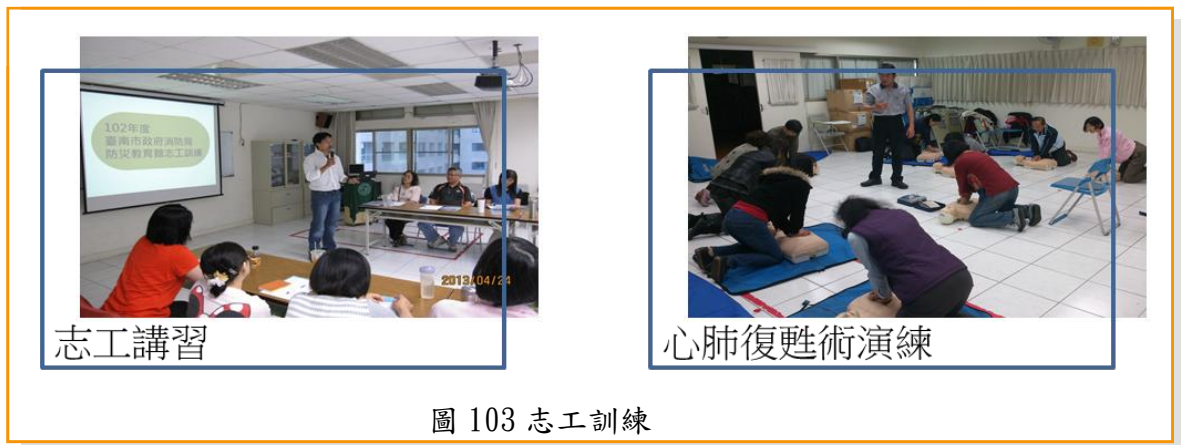 102年度
臺南市政府消防局
防災教育館志工訓練
2013/04/24
志工講習
心肺復甦術演練
圖 103 志工訓練